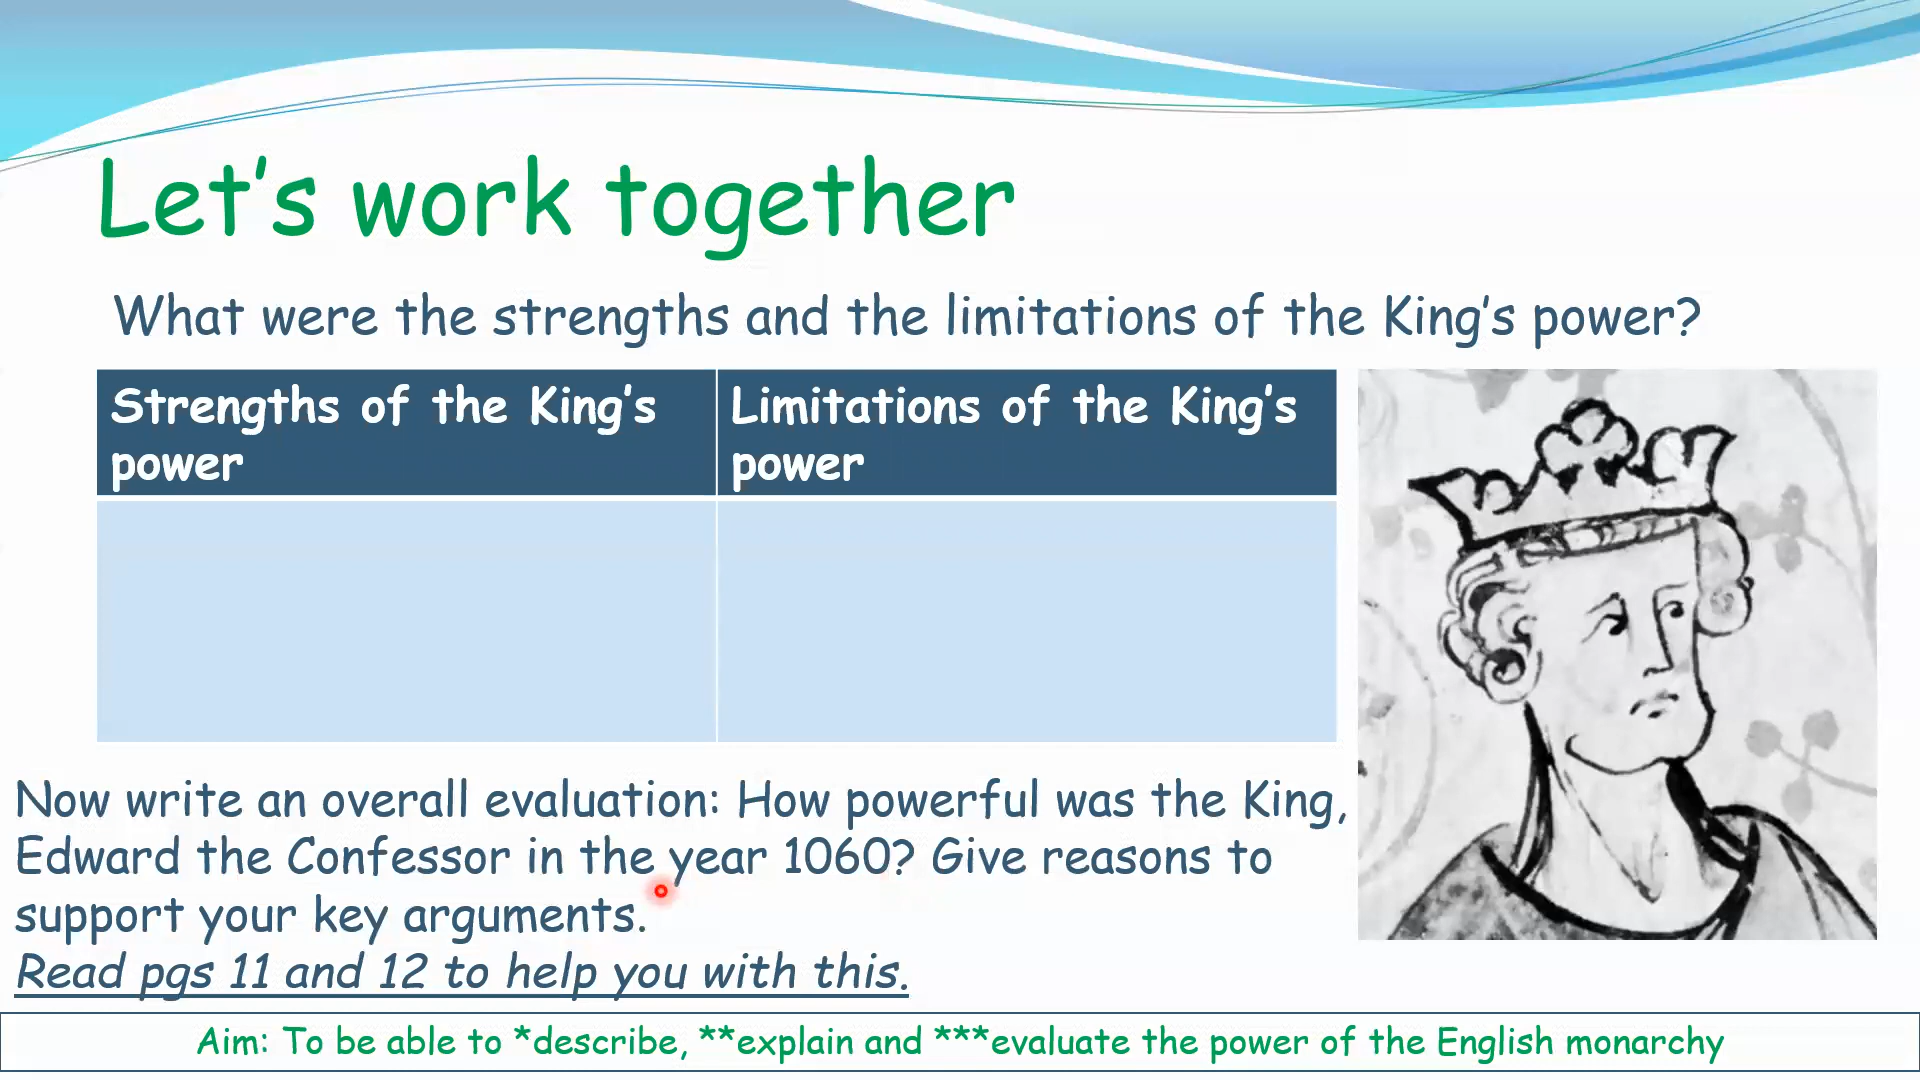 Let's work together
What were the strengths and the limitations of the King's power?
Strengths of the King's
power
Limitations of the King's
power
Now write an overall evaluation: How powerful was the King,
Edward the Confessor in the year 1060? Give reasons to
support your key arguments.
Read pgs 11 and 12 to help you with this.
Aim: To be able to *describe, **explain and ***evaluate the power of the English monarchy